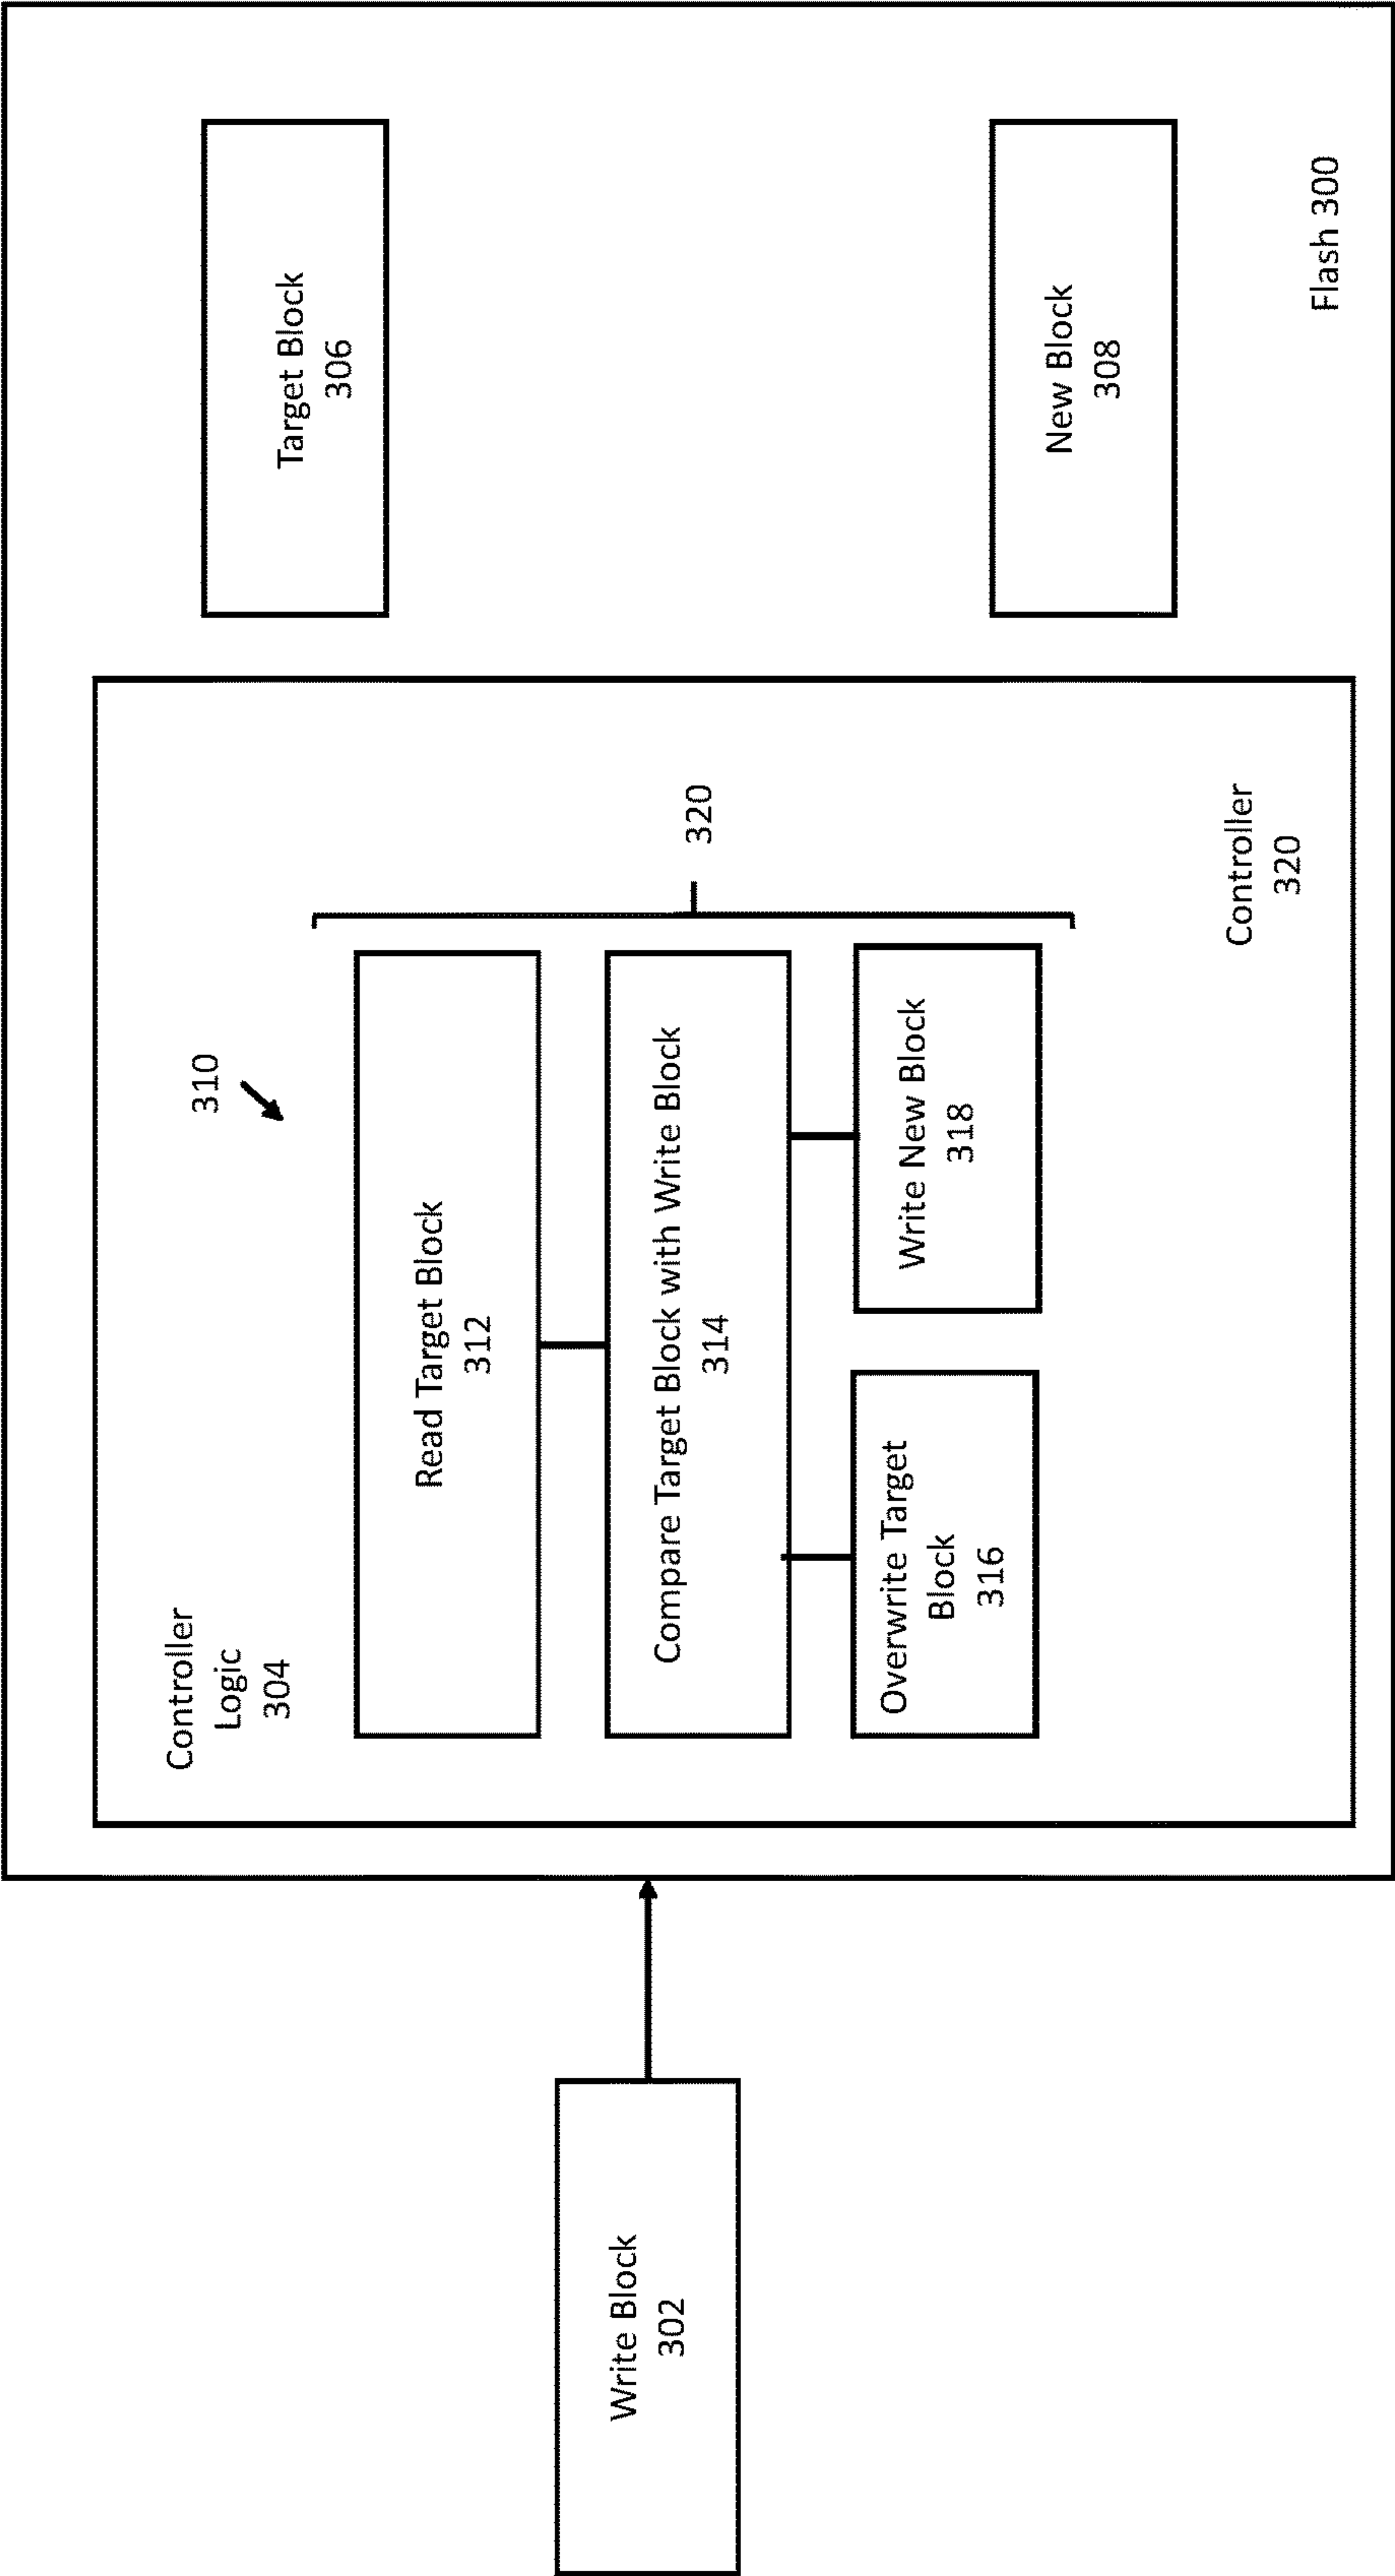 Write Block
302
Controller
Logic
304
310
Read Target Block
312
Compare Target Block with Write Block
314
Overwrite Target
Block
316
Write New Block
318
320
Controller
320
Target Block
306
New Block
308
Flash 300